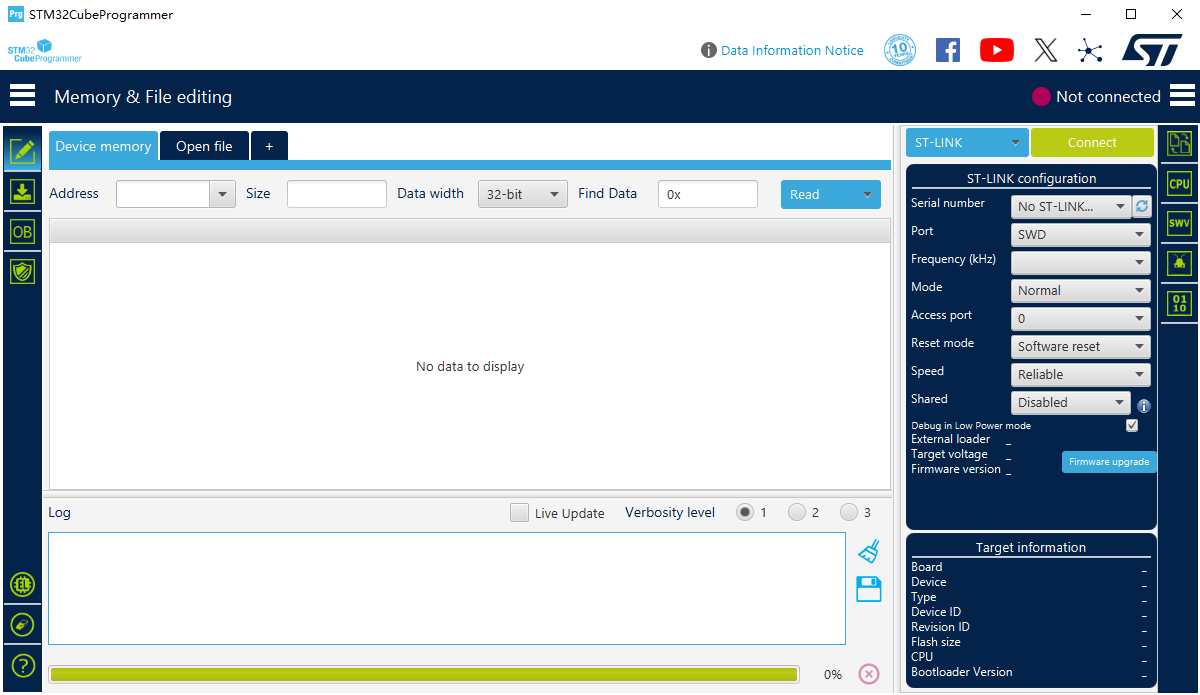 Prg STM32CubeProgrammer
STM32
CubeProgrammer
Data Information Notice
10
Memory & File editing
Not connected
Device memory Open file +
ST-LINK Connect
Address Size Data width 32-bit Find Data 0x Read
ST-LINK configuration
Serial number No ST-LINK...
Port SWD
Frequency (kHz)
Mode Normal
Access port 0
Reset mode Software reset
Speed Reliable
Shared Disabled
Debug in Low Power mode
External loader _
Target voltage _
Firmware version _
Firmware upgrade
OB
CPU
SWV
01
10
No data to display
Log Live Update Verbosity level 1 2 3
Target information
Board _
Device _
Type _
Device ID _
Revision ID _
Flash size _
CPU _
Bootloader Version _
EL
?
0%